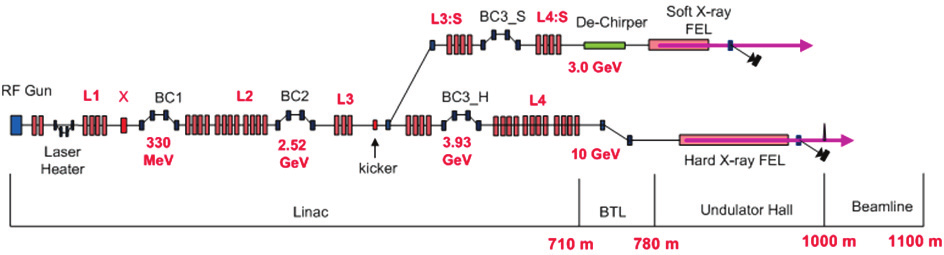 L3:S
BC3_S
L4:S
De-Chirper
Soft X-ray
FEL
3.0 GeV
RF Gun
L1
X
BC1
L2
BC2
L3
BC3_H
L4
Laser
Heater
330
MeV
2.52
GeV
kicker
3.93
GeV
10 GeV
Hard X-ray FEL
Linac
BTL
Undulator Hall
Beamline
710 m
780 m
1000 m
1100 m